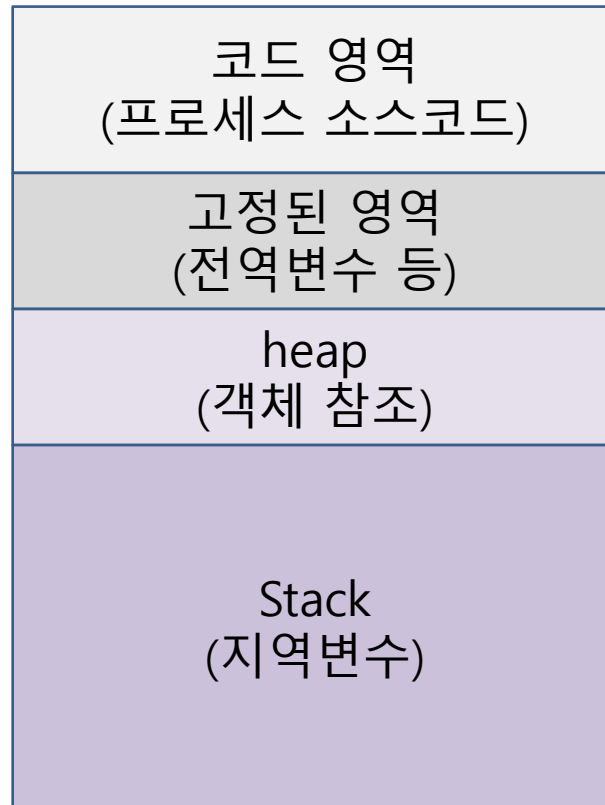 코드 영역
(프로세스 소스코드)
고정된 영역
(전역변수 등)
heap
(객체 참조)
Stack
(지역변수)